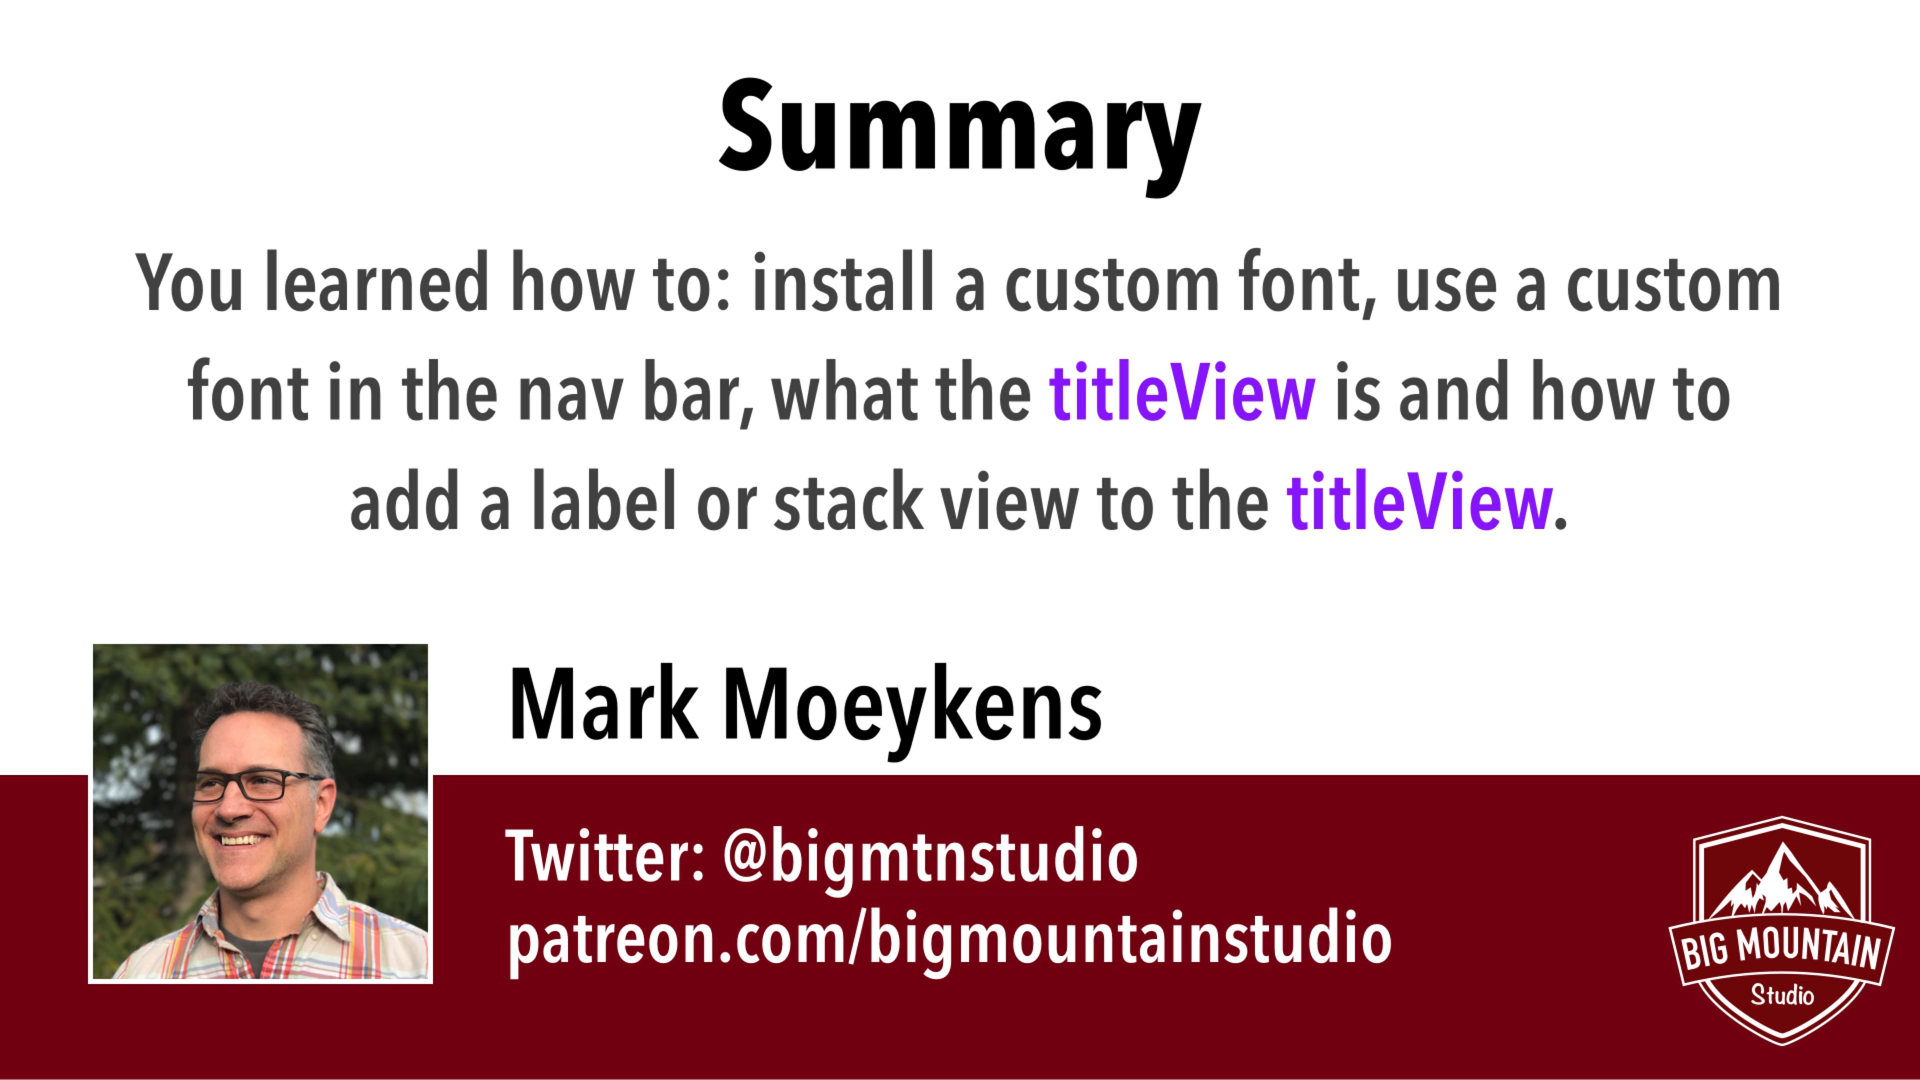 Summary
You learned how to: install a custom font, use a custom
font in the nav bar, what the titleView is and how to
add a label or stack view to the titleView.
Mark Moeykens
Twitter: @bigmtnstudio
patreon.com/bigmountainstudio
BIG MOUNTAIN
Studio